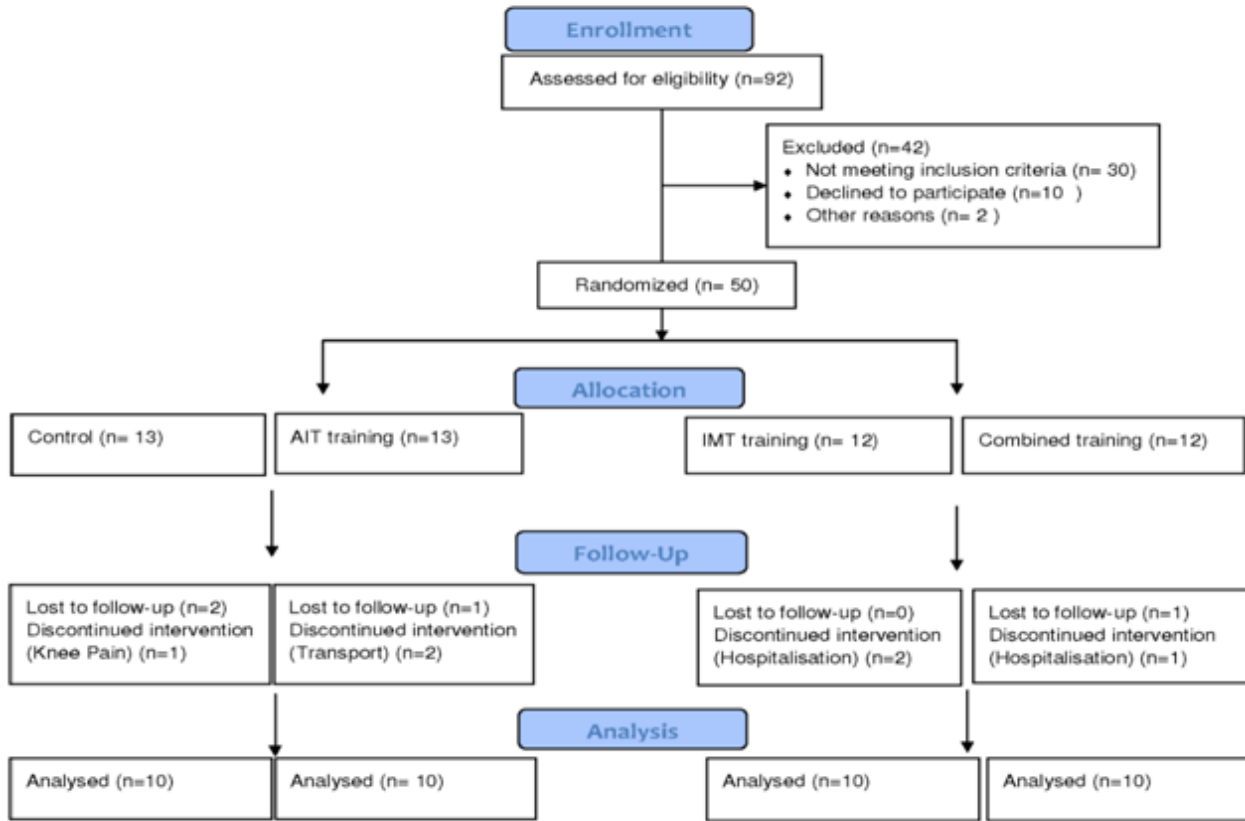 Enrollment
Assessed for eligibility (n=92)
Excluded (n=42)
⬥ Not meeting inclusion criteria (n= 30)
⬥ Declined to participate (n=10 )
⬥ Other reasons (n= 2 )
Randomized (n= 50)
Allocation
Control (n= 13)
AIT training (n=13)
IMT training (n= 12)
Combined training (n=12)
Follow-Up
Lost to follow-up (n=2)
Discontinued intervention
(Knee Pain) (n=1)
Lost to follow-up (n=1)
Discontinued intervention
(Transport) (n=2)
Lost to follow-up (n=0)
Discontinued intervention
(Hospitalisation) (n=2)
Lost to follow-up (n=1)
Discontinued intervention
(Hospitalisation) (n=1)
Analysis
Analysed (n=10)
Analysed (n= 10)
Analysed (n=10)
Analysed (n=10)